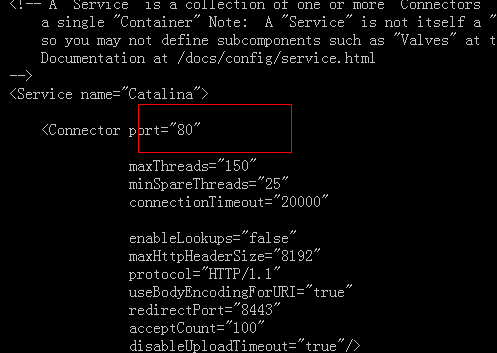 <!-- A "Service" is a collection of one or more "Connectors
a single "Container" Note: A "Service" is not itself a "
so you may not define subcomponents such as "Valves" at t
Documentation at /docs/config/service.html
-->
<Service name="Catalina">
<Connector port="80"
maxThreads="150"
minSpareThreads="25"
connectionTimeout="20000"
enableLookups="false"
maxHttpHeaderSize="8192"
protocol="HTTP/1.1"
useBodyEncodingForURI="true"
redirectPort="8443"
acceptCount="100"
disableUploadTimeout="true"/>